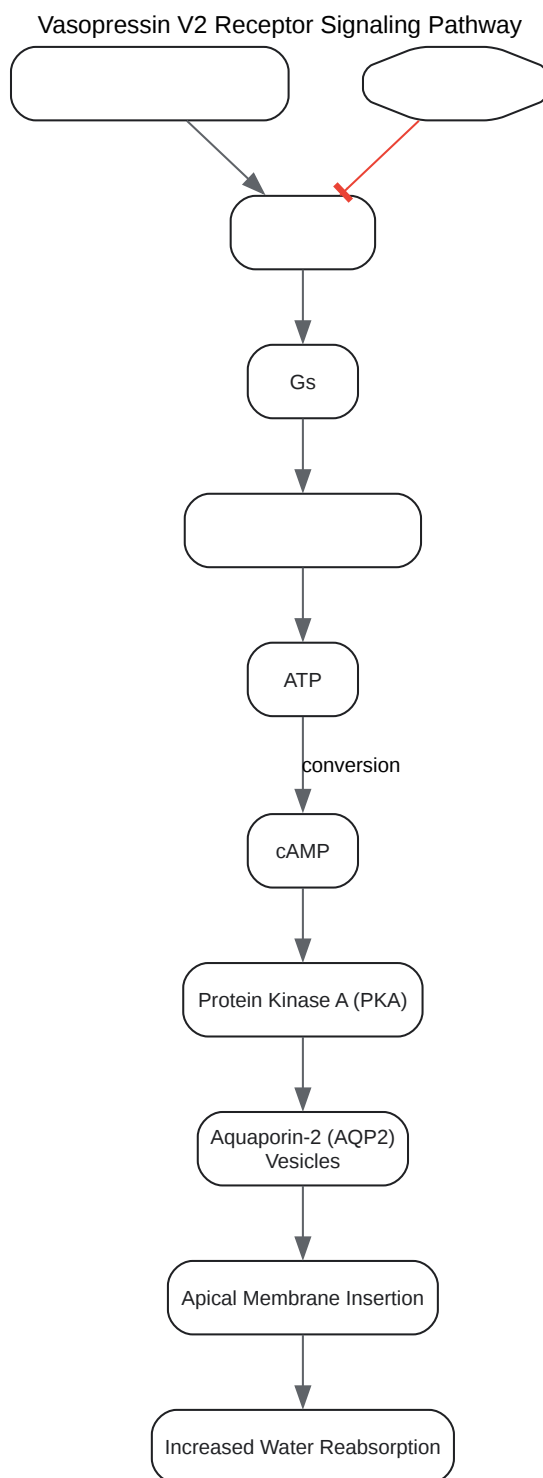 Vasopressin V2 Receptor Signaling Pathway
Gs
ATP
conversion
cAMP
Protein Kinase A (PKA)
Aquaporin-2 (AQP2)
Vesicles
Apical Membrane Insertion
Increased Water Reabsorption